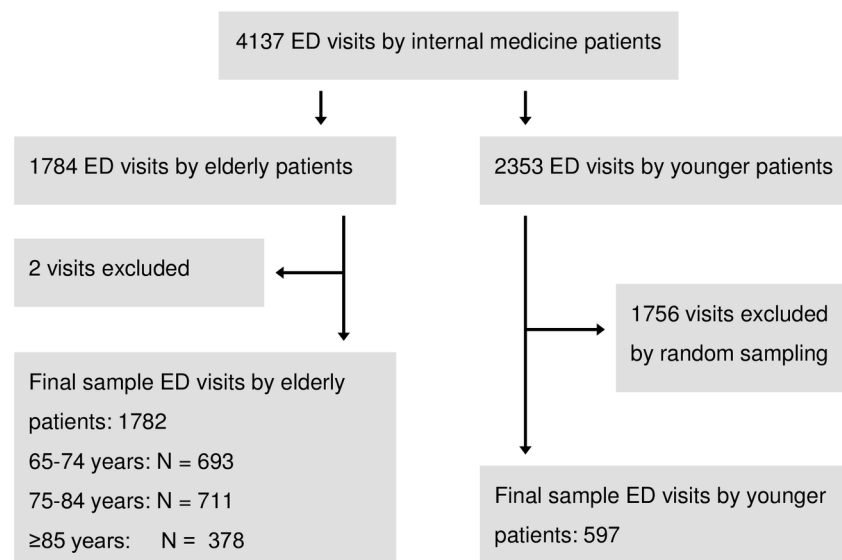 4137 ED visits by internal medicine patients
1784 ED visits by elderly patients
2353 ED visits by younger patients
2 visits excluded
1756 visits excluded
by random sampling
Final sample ED visits by elderly
patients: 1782
65-74 years: N = 693
75-84 years: N = 711
≥85 years: N = 378
Final sample ED visits by younger
patients: 597